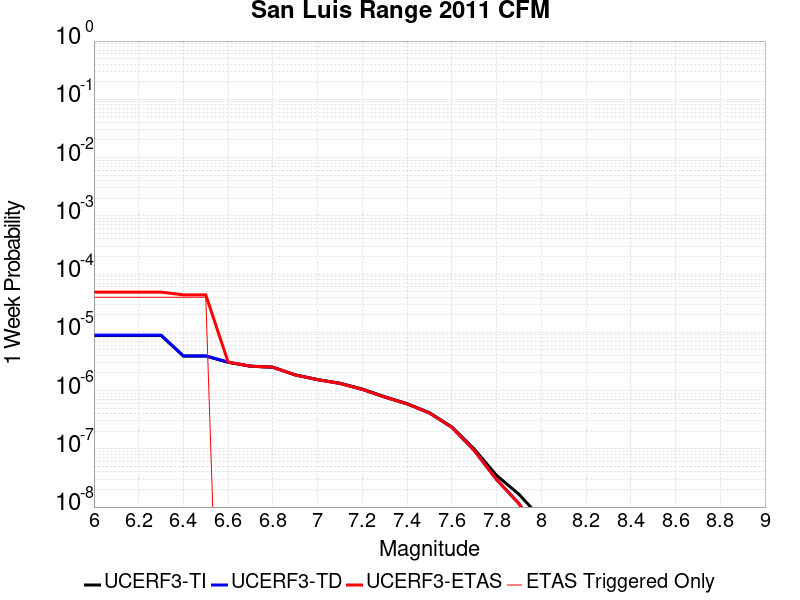 San Luis Range 2011 CFM
10^0
10^-1
10^-2
10^-3
10^-4
10^-5
10^-6
10^-7
10^-8
1 Week Probability
6 6.2 6.4 6.6 6.8 7 7.2 7.4 7.6 7.8 8 8.2 8.4 8.6 8.8 9
Magnitude
UCERF3-TI UCERF3-TD UCERF3-ETAS ETAS Triggered Only